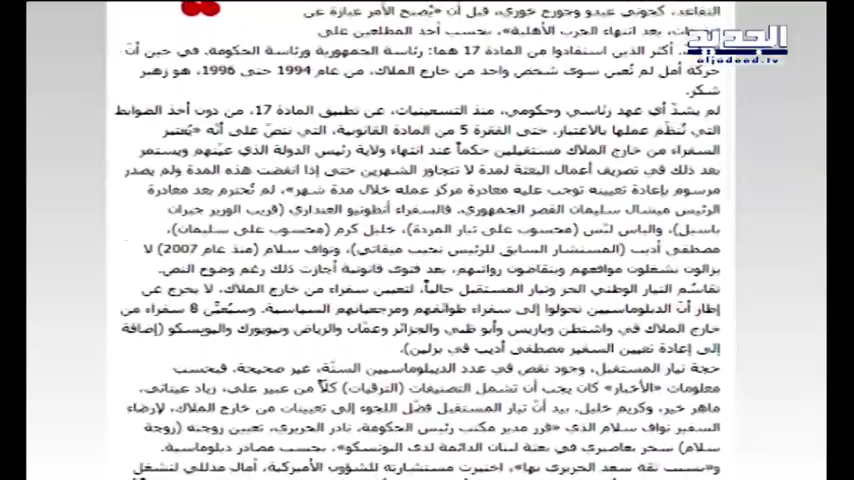 التقاعد، كجوني عبدو وجورج خوري، قبل أن «يُصبح الأمر عبارة عن
بعد انتهاء الحرب الأهلية»، بحسب أحد المطلعين على
أكثر الذين استفادوا من المادة 17 هما: رئاسة الجمهورية ورئاسة الحكومة. في حين أن
حركة أمل لم تُعين سوى شخص واحد من خارج الملاك، من عام 1994 حتى 1996، هو زهير
شكر.
لم يشذّ أي عهد رئاسي وحكومي، منذ التسعينيات، عن تطبيق المادة 17، من دون أخذ الضوابط
التي تُنظّم عملها بالاعتبار. حتى الفقرة 5 من المادة القانونية، التي تنصّ على أنّه «يُعتبر
السفراء من خارج الملاك مستقيلين حكماً عند انتهاء ولاية رئيس الدولة الذي عيّنهم ويستمر
بعد ذلك في تصريف أعمال البعثة لمدة لا تتجاوز الشهرين حتى إذا انقضت هذه المدة ولم يصدر
مرسوم بإعادة تعيينه توجب عليه مغادرة مركز عمله خلال مدة شهر»، لم تُحترم بعد مغادرة
الرئيس ميشال سليمان القصر الجمهوري. فالسفراء أنطونيو العنداري (قريب الوزير جبران
باسيل)، والياس لبّس (محسوب على تيار المردة)، خليل كرم (محسوب على سليمان)،
مصطفى أديب (المستشار السابق للرئيس نجيب ميقاتي)، ونواف سلام (منذ عام 2007) لا
يزالون يشغلون مواقعهم ويتقاضون رواتبهم، بعد فتوى قانونية أجازت ذلك رغم وضوح النص.
تقاسُم التيار الوطني الحر وتيار المستقبل حالياً، لتعيين سفراء من خارج الملاك، لا يخرج عن
إطار أنّ الدبلوماسيين تحولوا إلى سفراء طوائفهم ومرجعياتهم السياسية. وسيُعيّن 8 سفراء من
خارج الملاك في واشنطن وباريس وأبو ظبي والجزائر وعمّان والرياض ونيويورك واليونيسكو (إضافة
إلى إعادة تعيين السفير مصطفى أديب في برلين).
حجة تيار المستقبل، وجود نقص في عدد الدبلوماسيين السنّة، غير صحيحة. فبحسب
معلومات «الأخبار» كان يجب أن تشمل التصنيفات (الترقيات) كلاً من عبير علي، زياد عيتاني،
ماهر خير، وكريم خليل. بيد أنّ تيار المستقبل فضّل اللجوء إلى تعيينات من خارج الملاك، لإرضاء
السفير نواف سلام الذي «قرر مدير مكتب رئيس الحكومة، نادر الحريري، تعيين زوجته (زوجة
سلام) سحر بعاصيري في بعثة لبنان الدائمة لدى اليونسكو»، بحسب مصادر دبلوماسية.
و«بسبب ثقة سعد الحريري بها»، اختيرت مستشارته للشؤون الأميركية، آمال مدللي لتشغل
الجديد
aljadeed.tv